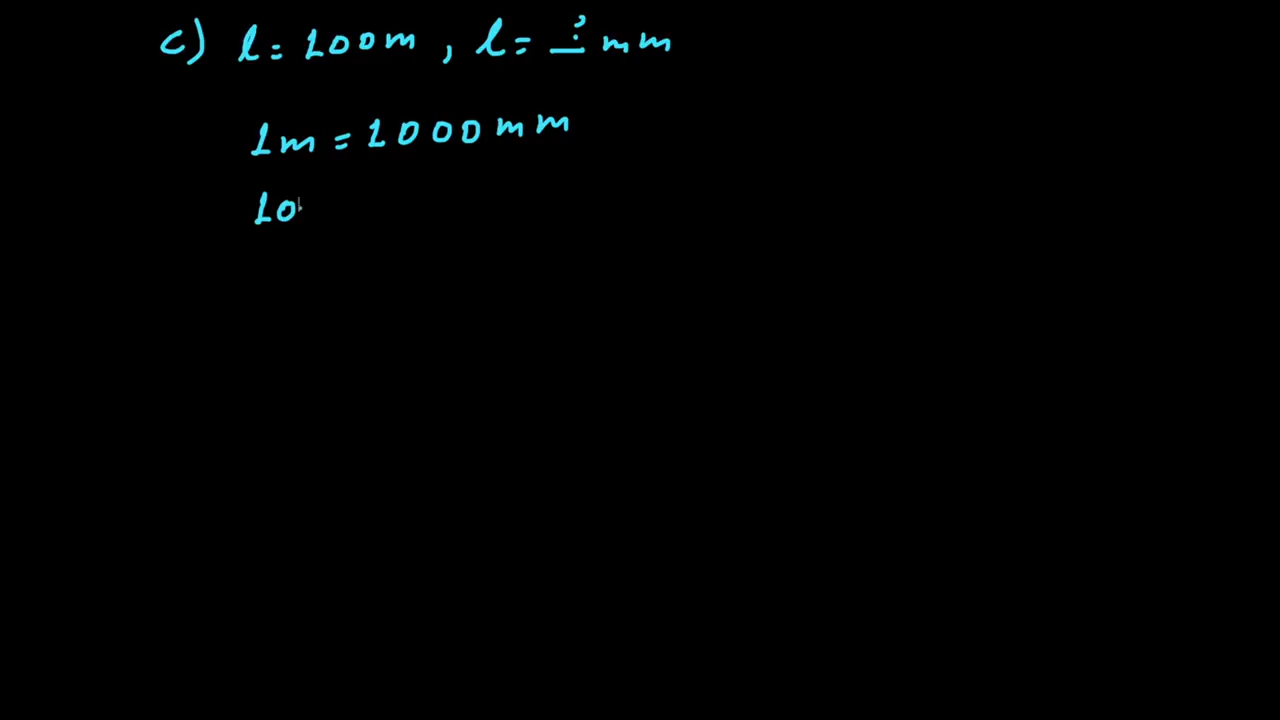 c) l = 100m, l = ? mm
1m = 1000mm
10